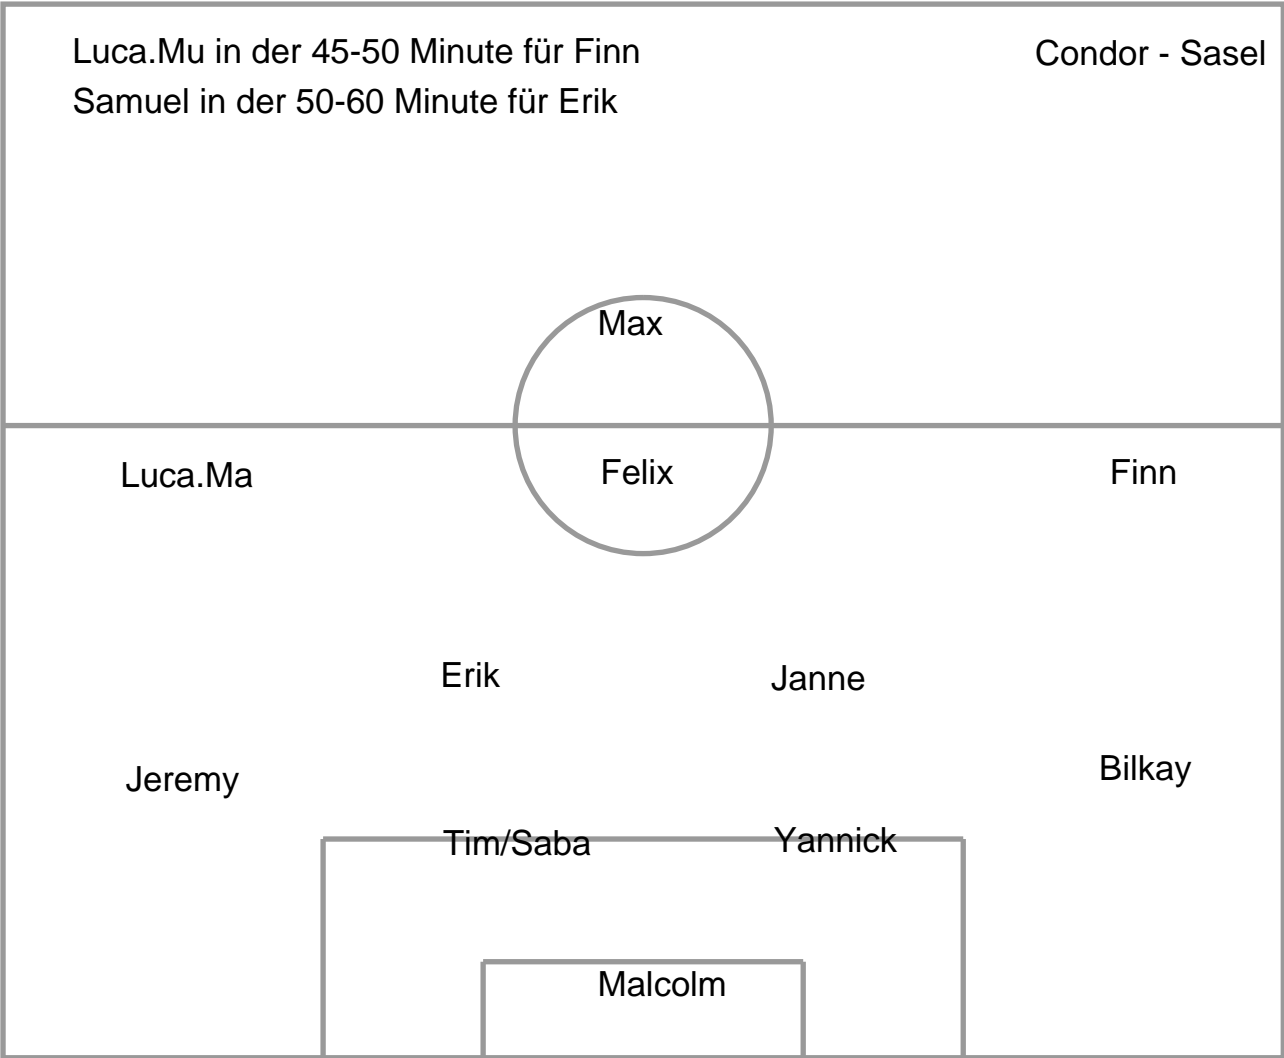 Luca.Mu in der 45-50 Minute für Finn
Condor - Sasel
Samuel in der 50-60 Minute für Erik
Max
Luca.Ma
Felix
Finn
Erik
Janne
Jeremy
Bilkay
Tim/Saba
Yannick
Malcolm